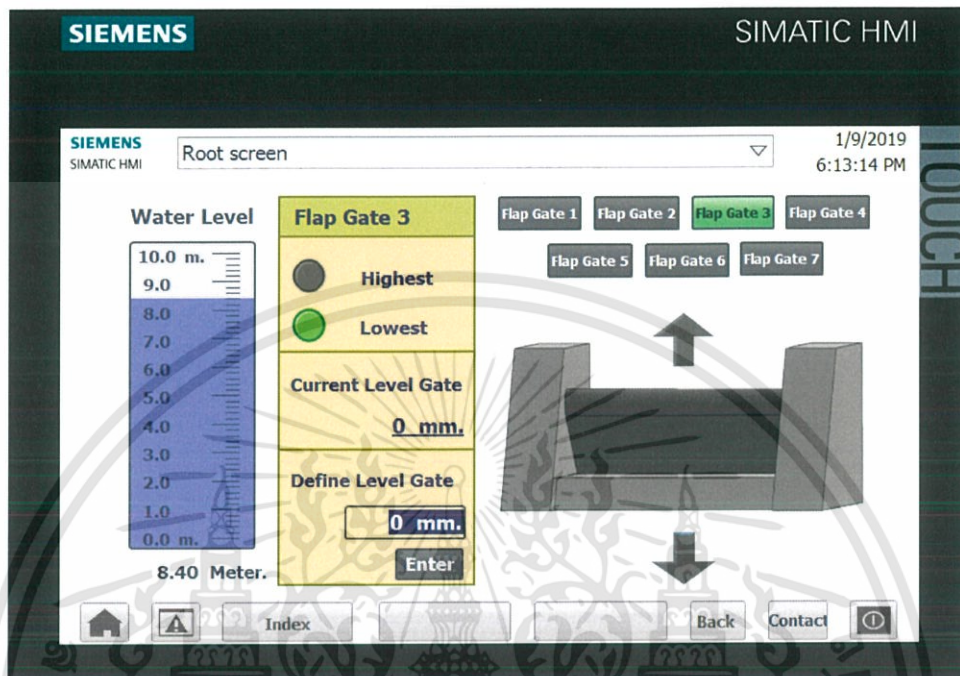 SIEMENS
SIMATIC HMI
TOUCH
SIEMENS
SIMATIC HMI
Root screen
1/9/2019
6:13:14 PM
Water Level
10.0 m.
9.0
8.0
7.0
6.0
5.0
4.0
3.0
2.0
1.0
0.0 m.
8.40 Meter.
Flap Gate 3
Highest
Lowest
Current Level Gate
0 mm.
Define Level Gate
0 mm.
Enter
Flap Gate 1
Flap Gate 2
Flap Gate 3
Flap Gate 4
Flap Gate 5
Flap Gate 6
Flap Gate 7
Index
Back
Contact